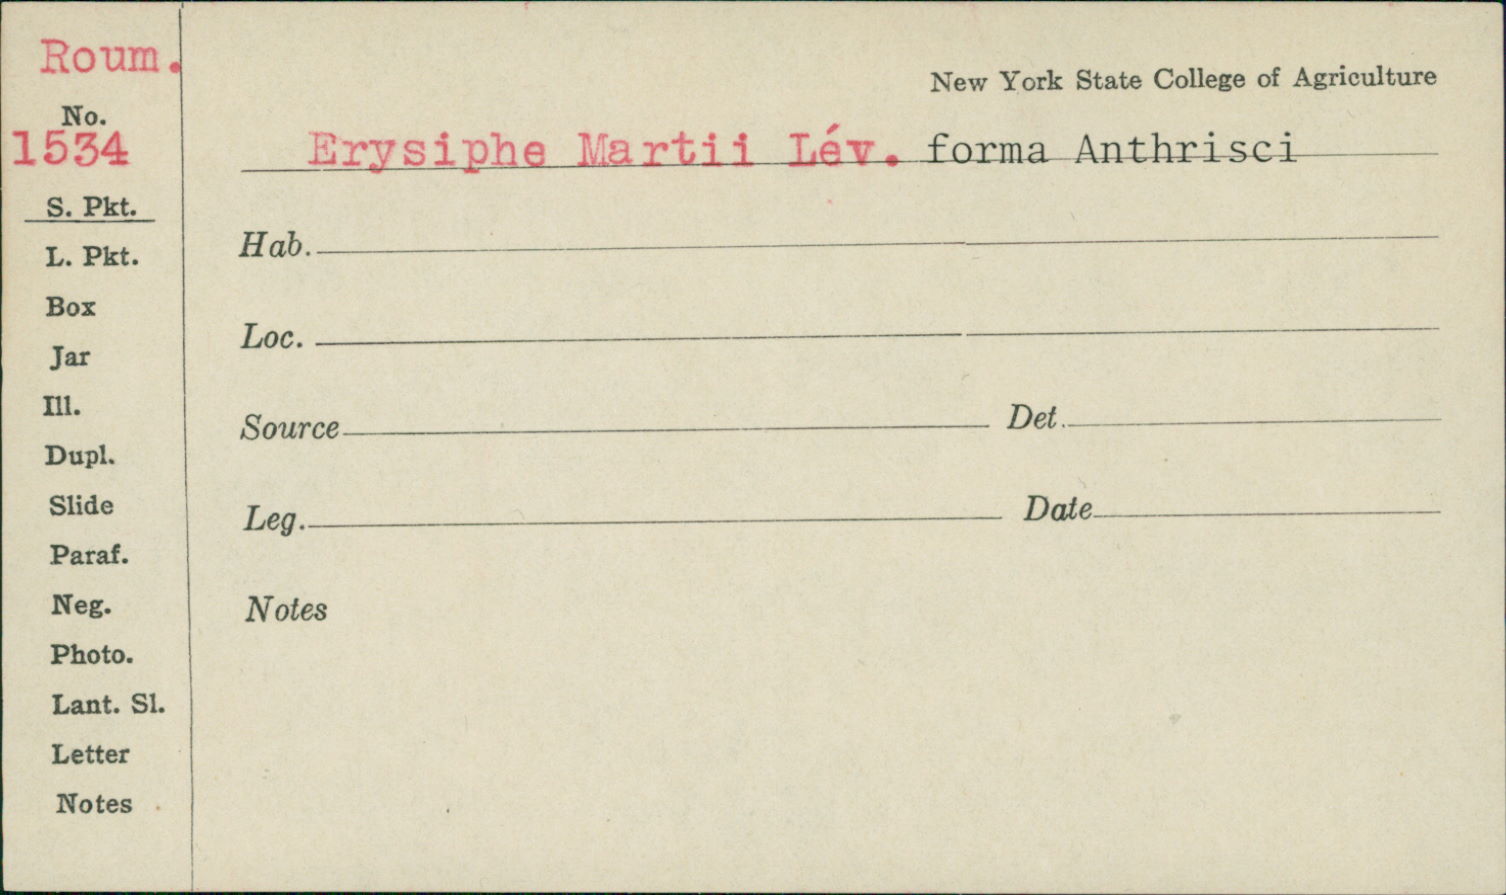 Roum.
No.
1534
S. Pkt.
L. Pkt.
Box
Jar
Ill.
Dupl.
Slide
Paraf.
Neg.
Photo.
Lant. Sl.
Letter
Notes
New York State College of Agriculture
Erysiphe Martii Lév. forma Anthrisci
Hab.
Loc.
Source Det.
Leg. Date
Notes